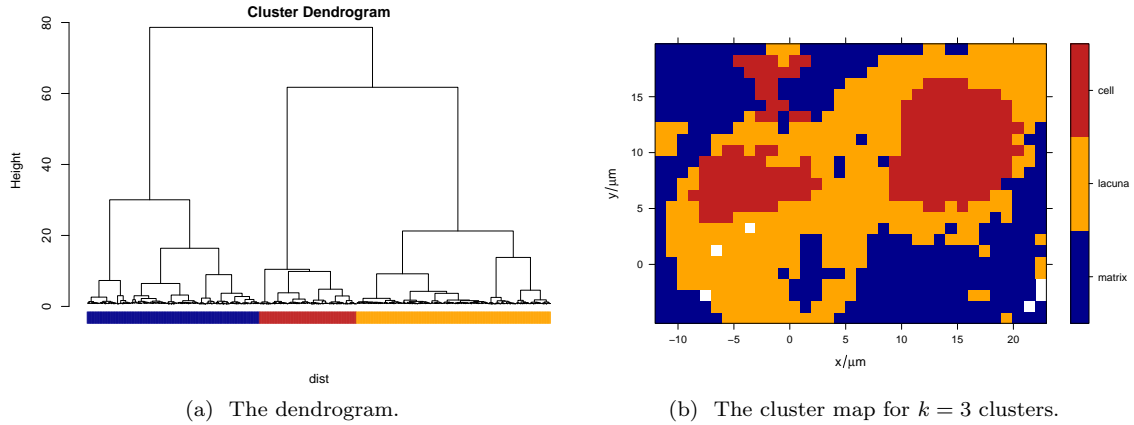 Cluster Dendrogram
Height
0
20
40
60
80
dist
(a) The dendrogram.
y/μm
15
10
5
0
−10
−5
0
5
10
15
20
x/μm
cell
lacuna
matrix
(b) The cluster map for k = 3 clusters.